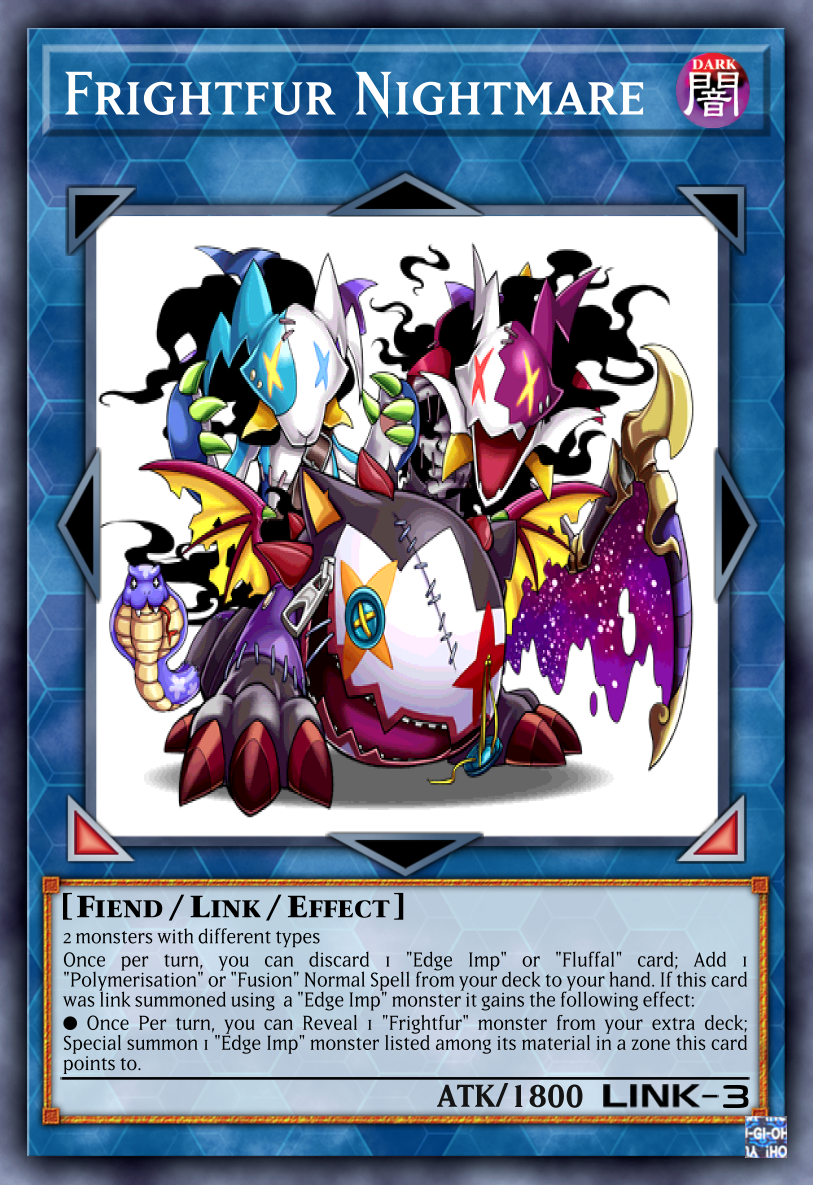 Frightfur Nightmare
DARK
闇
[ Fiend / Link / Effect ]
2 monsters with different types
Once per turn, you can discard 1 "Edge Imp" or "Fluffal" card; Add 1
"Polymerisation" or "Fusion" Normal Spell from your deck to your hand. If this card
was link summoned using a "Edge Imp" monster it gains the following effect:
● Once Per turn, you can Reveal 1 "Frightfur" monster from your extra deck;
Special summon 1 "Edge Imp" monster listed among its material in a zone this card
points to.
ATK/1800 LINK-3